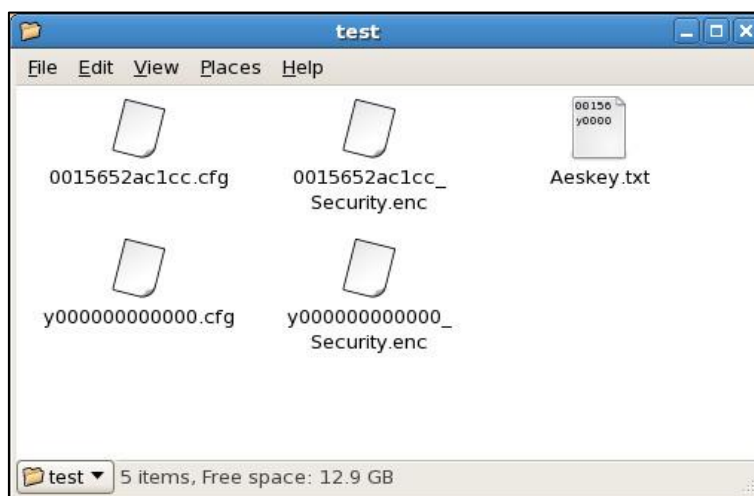 test
File Edit View Places Help
00156
y0000
0015652ac1cc.cfg
0015652ac1cc_
Security.enc
Aeskey.txt
y000000000000.cfg
y000000000000_
Security.enc
test 5 items, Free space: 12.9 GB